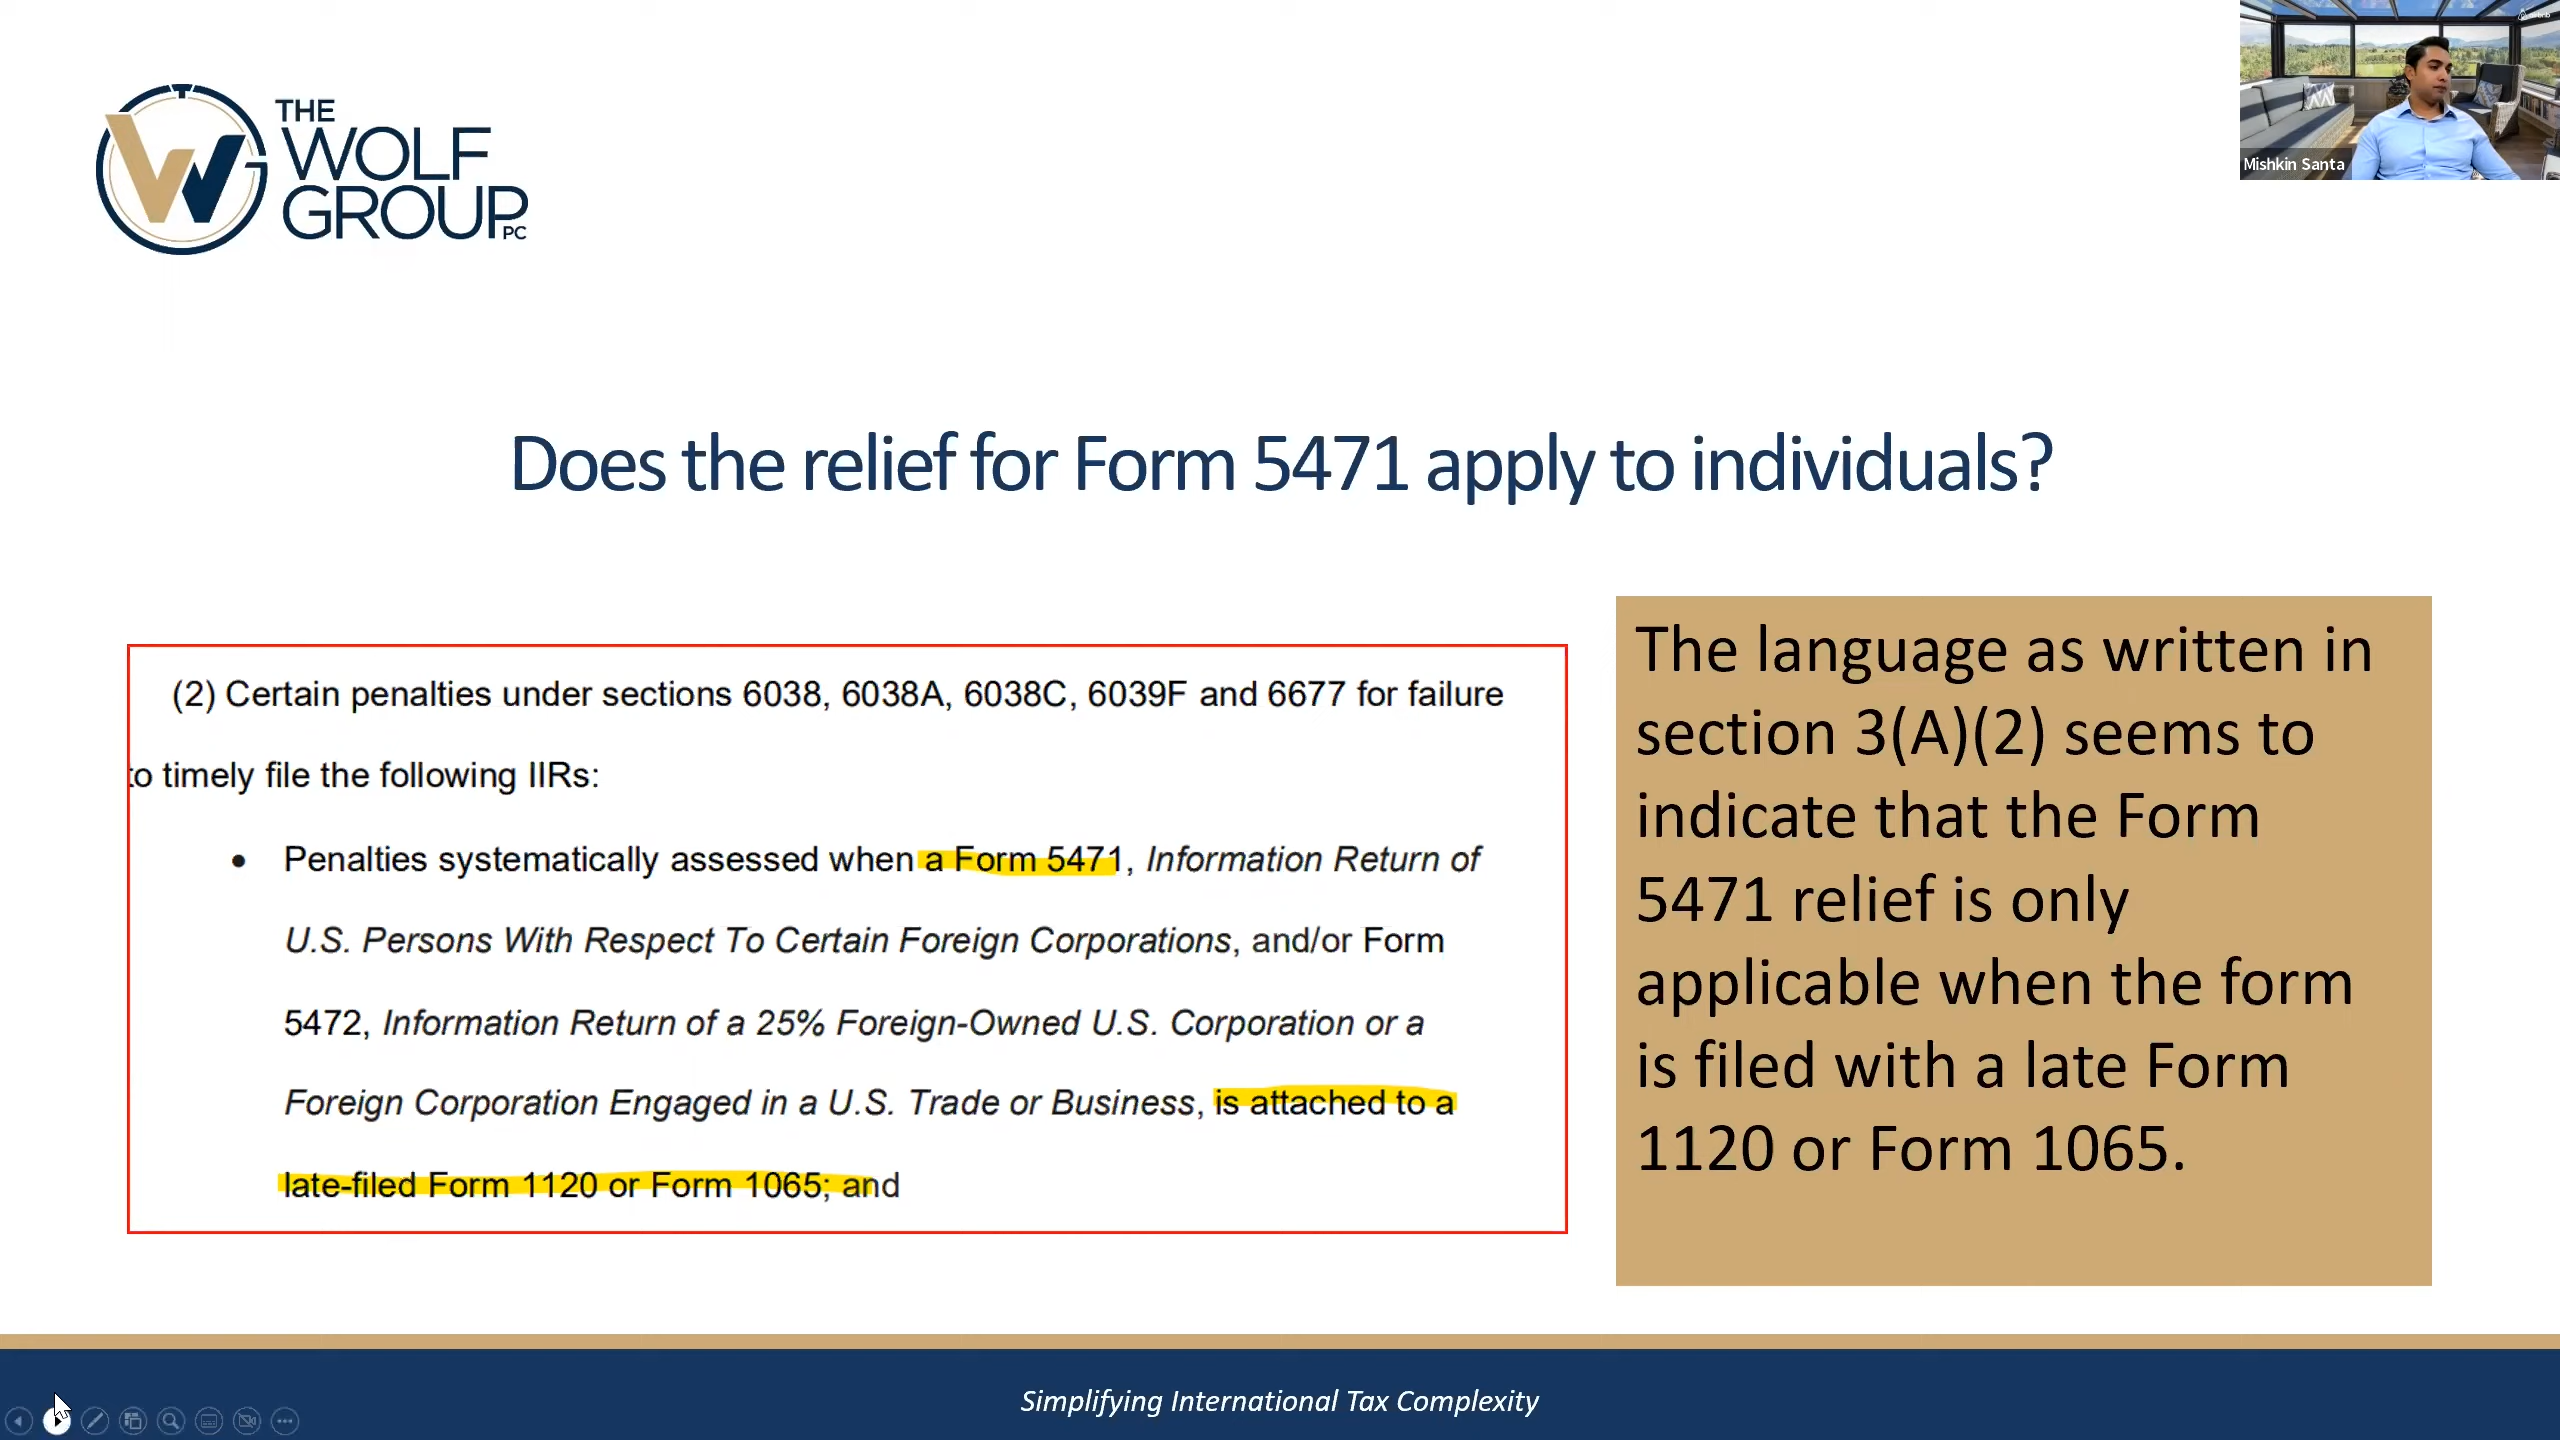 THE
WOLF
GROUP PC
Mishkin Santa
Does the relief for Form 5471 apply to individuals?
(2) Certain penalties under sections 6038, 6038A, 6038C, 6039F and 6677 for failure
to timely file the following IIRs:
• Penalties systematically assessed when a Form 5471, Information Return of
U.S. Persons With Respect To Certain Foreign Corporations, and/or Form
5472, Information Return of a 25% Foreign-Owned U.S. Corporation or a
Foreign Corporation Engaged in a U.S. Trade or Business, is attached to a
late-filed Form 1120 or Form 1065; and
The language as written in
section 3(A)(2) seems to
indicate that the Form
5471 relief is only
applicable when the form
is filed with a late Form
1120 or Form 1065.
Simplifying International Tax Complexity